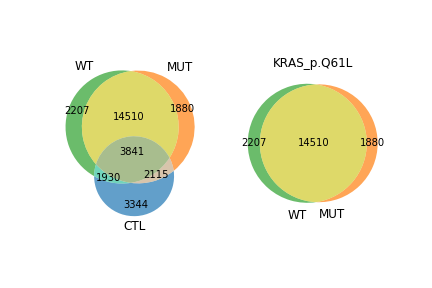 WT
MUT
2207
1880
14510
3841
1930
2115
3344
CTL
KRAS_p.Q61L
2207
14510
1880
WT
MUT